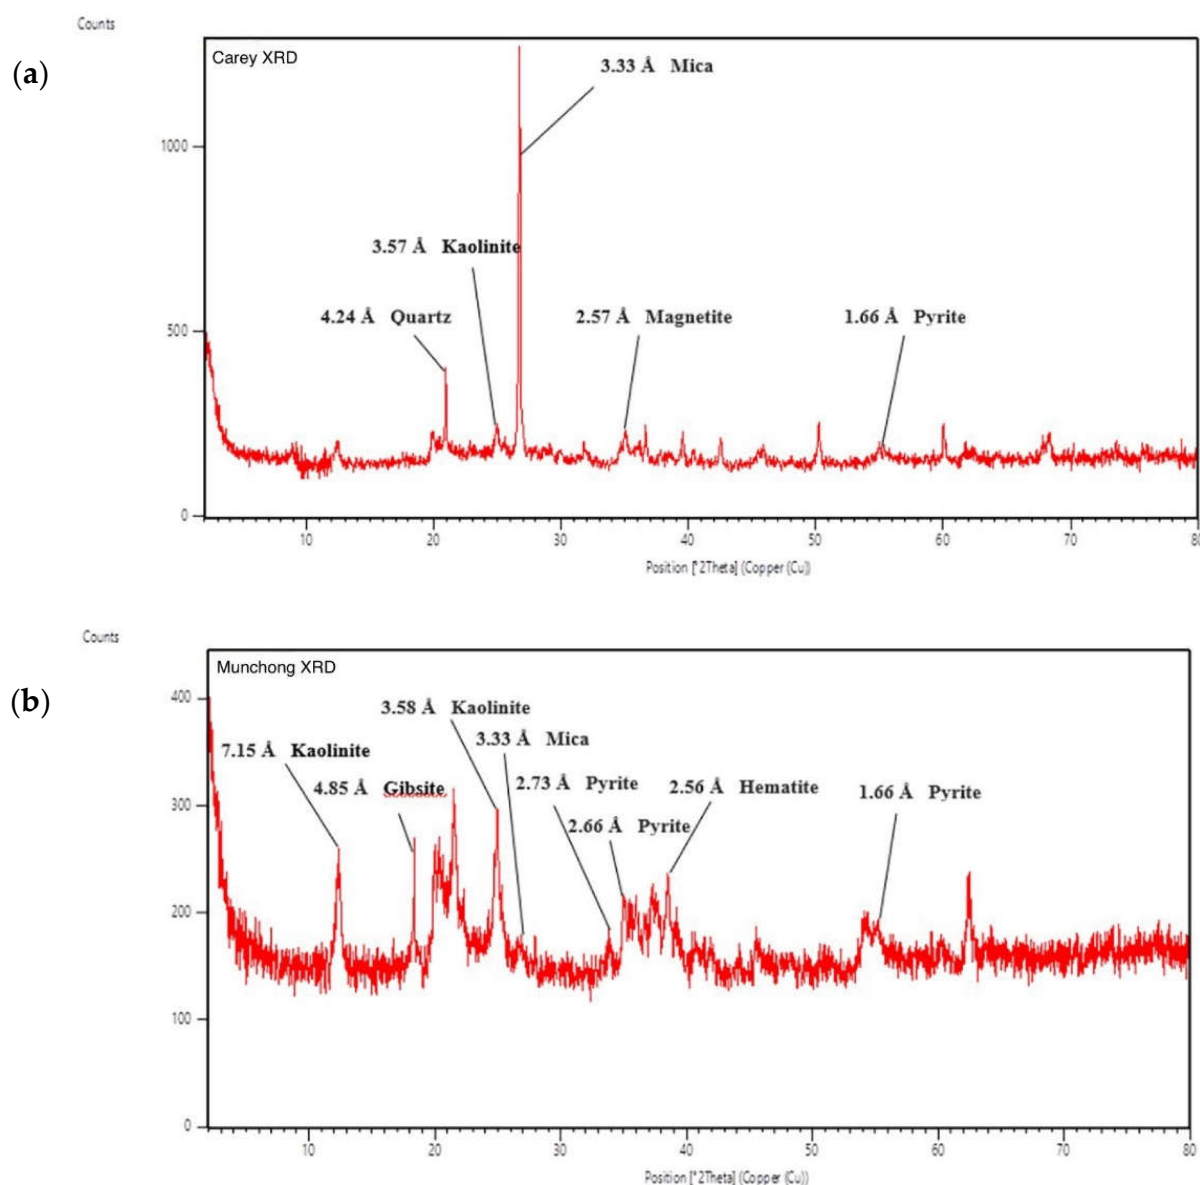 Counts
(a)
Carey XRD
3.33 Å Mica
1000
3.57 Å Kaolinite
4.24 Å Quartz
2.57 Å Magnetite
1.66 Å Pyrite
500
0
10 20 30 40 50 60 70 80
Position [°2Theta] (Copper (Cu))
Counts
(b)
Munchong XRD
400
3.58 Å Kaolinite
3.33 Å Mica
7.15 Å Kaolinite
4.85 Å Gibsite
2.73 Å Pyrite
2.56 Å Hematite
1.66 Å Pyrite
300
2.66 Å Pyrite
200
100
0
10 20 30 40 50 60 70 80
Position [°2Theta] (Copper (Cu))